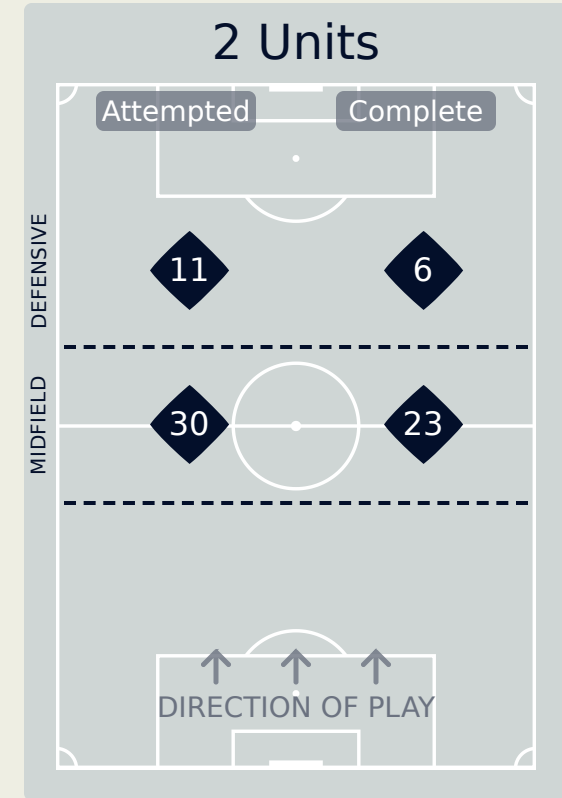 2 Units
Attempted Complete
DEFENSIVE
11 6
MIDFIELD
30 23
DIRECTION OF PLAY